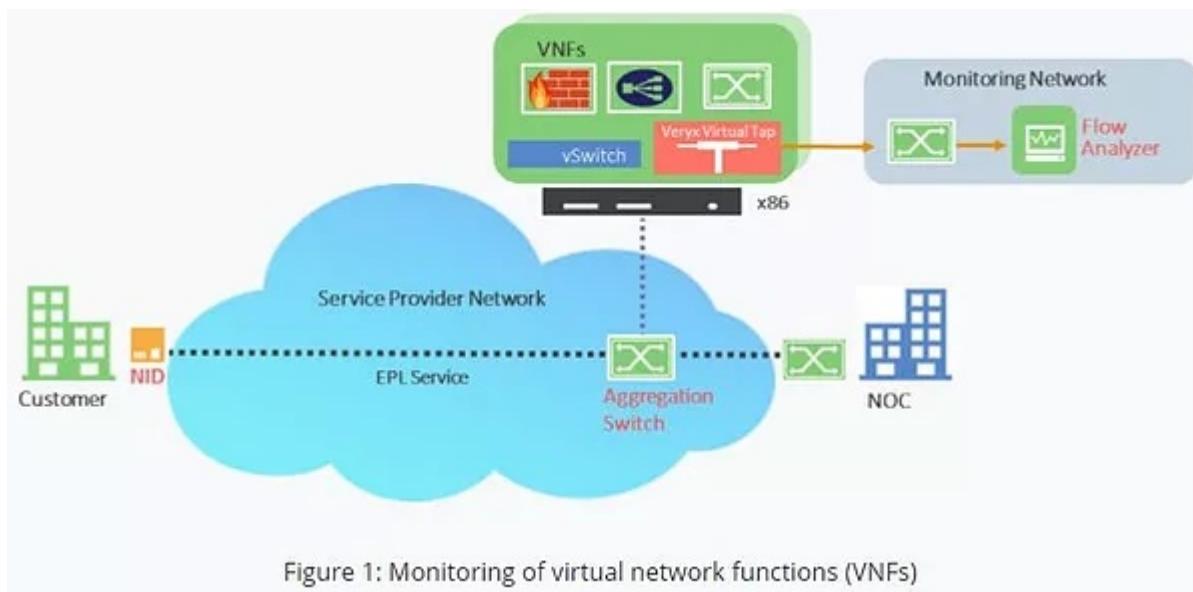 VNFs
Veryx Virtual Tap
vSwitch
x86
Monitoring Network
Flow
Analyzer
Service Provider Network
EPL Service
Customer
NID
Aggregation
Switch
NOC
Figure 1: Monitoring of virtual network functions (VNFs)